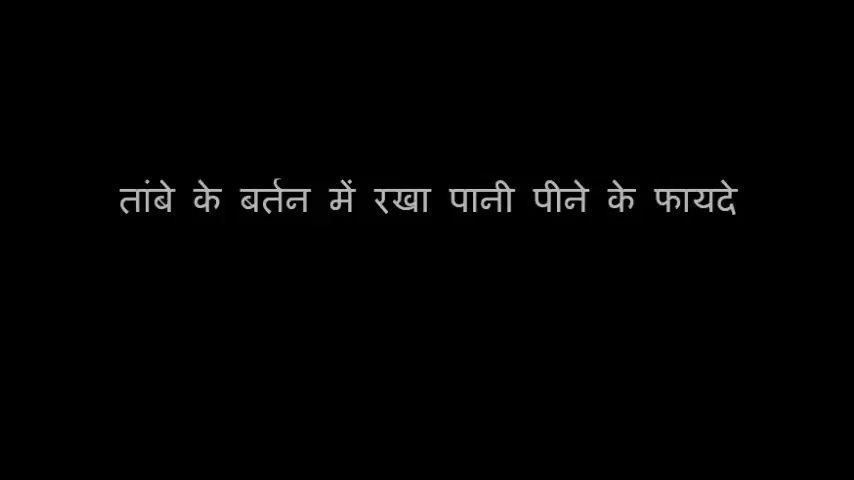 तांबे के बर्तन में रखा पानी पीने के फायदे